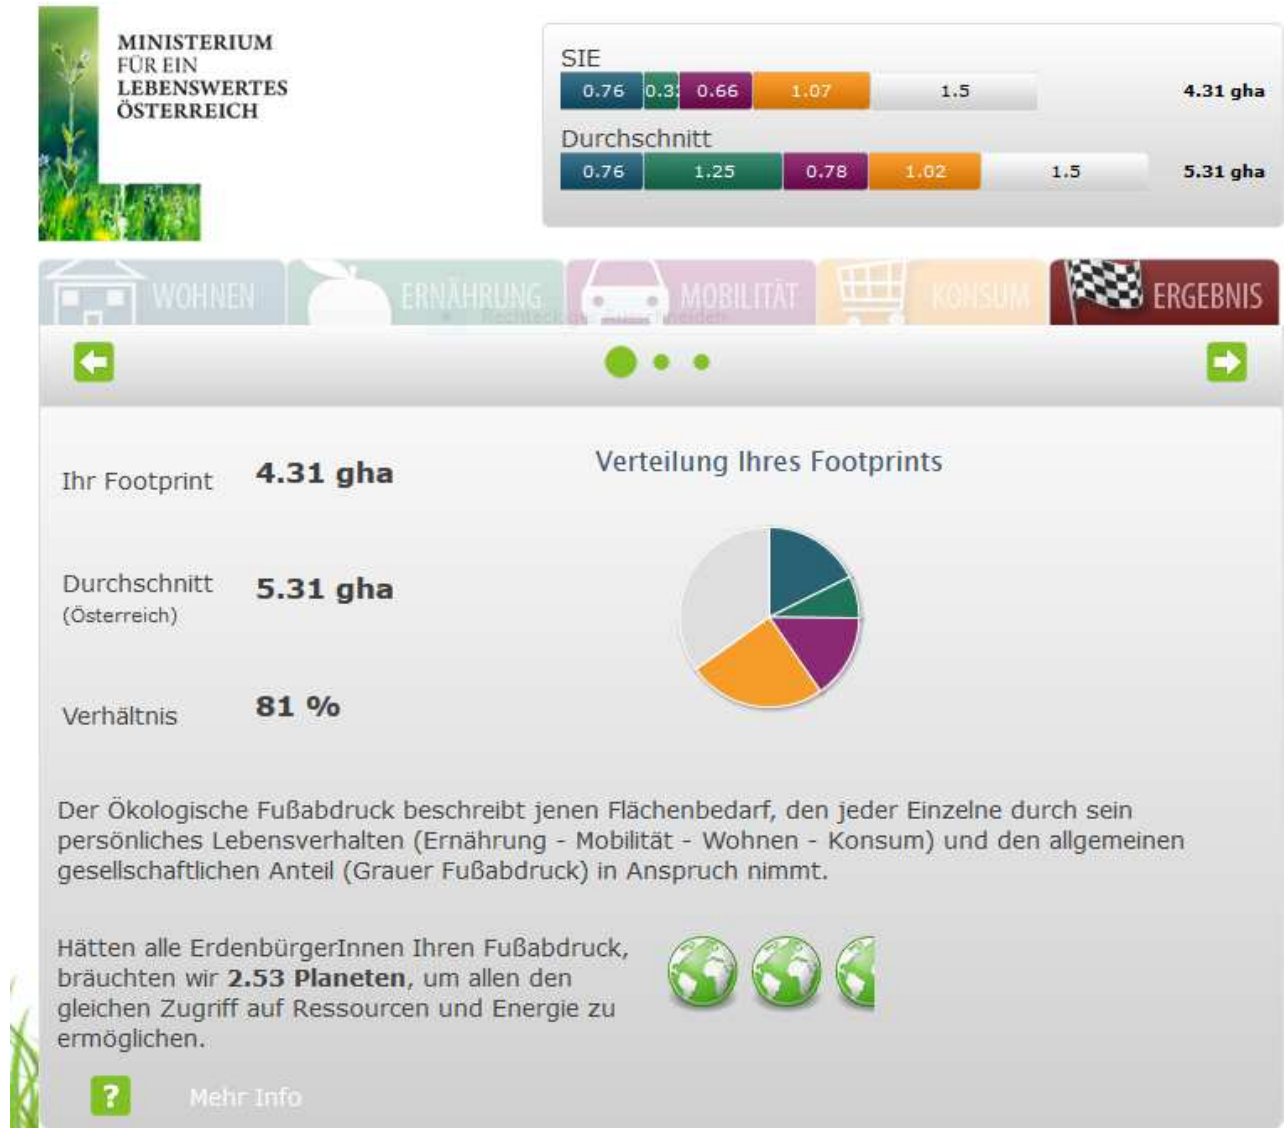 MINISTERIUM
FÜR EIN
LEBENSWERTES
ÖSTERREICH
SIE
0.76 0.3 0.66 1.07 1.5 4.31 gha
Durchschnitt
0.76 1.25 0.78 1.02 1.5 5.31 gha
WOHNEN ERNÄHRUNG MOBILITÄT KONSUM ERGEBNIS
Ihr Footprint 4.31 gha
Verteilung Ihres Footprints
Durchschnitt 5.31 gha
(Österreich)
Verhältnis 81 %
Der Ökologische Fußabdruck beschreibt jenen Flächenbedarf, den jeder Einzelne durch sein
persönliches Lebensverhalten (Ernährung - Mobilität - Wohnen - Konsum) und den allgemeinen
gesellschaftlichen Anteil (Grauer Fußabdruck) in Anspruch nimmt.
Hätten alle ErdenbürgerInnen Ihren Fußabdruck,
bräuchten wir 2.53 Planeten, um allen den
gleichen Zugriff auf Ressourcen und Energie zu
ermöglichen.
? Mehr Info